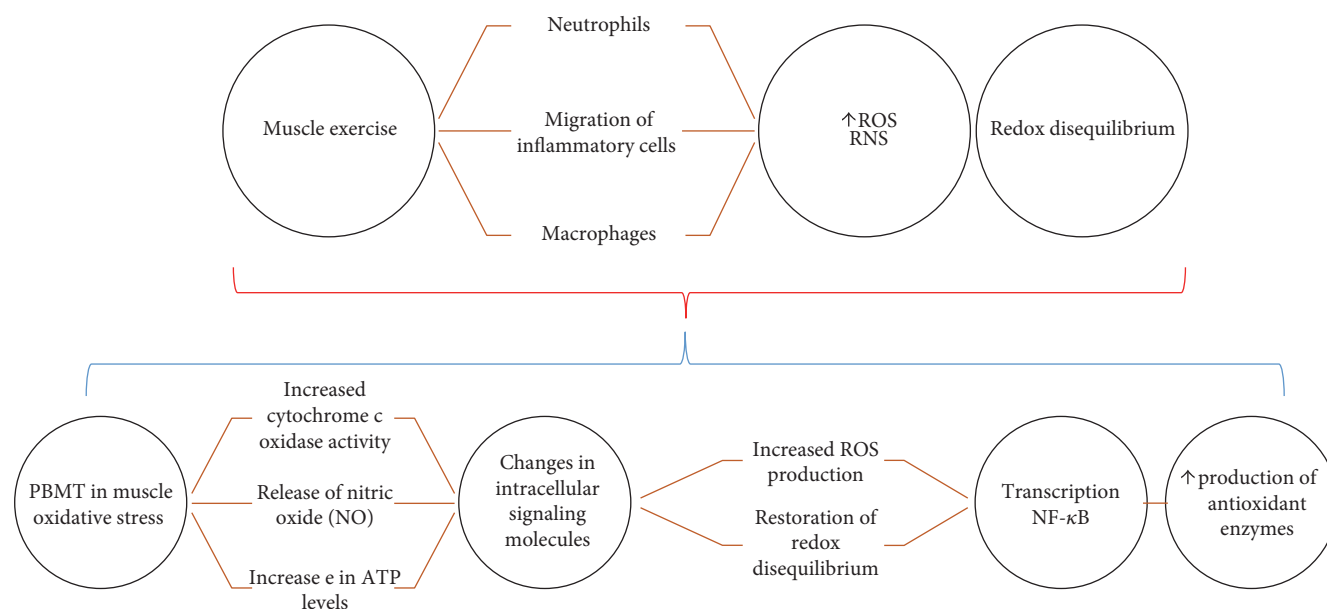 Neutrophils
Muscle exercise
Migration of
inflammatory cells
Macrophages
↑ROS
RNS
Redox disequilibrium
PBMT in muscle
oxidative stress
Increased
cytochrome c
oxidase activity
Release of nitric
oxide (NO)
Increase e in ATP
levels
Changes in
intracellular
signaling
molecules
Increased ROS
production
Restoration of
redox
disequilibrium
Transcription
NF-κB
↑ production of
antioxidant
enzymes